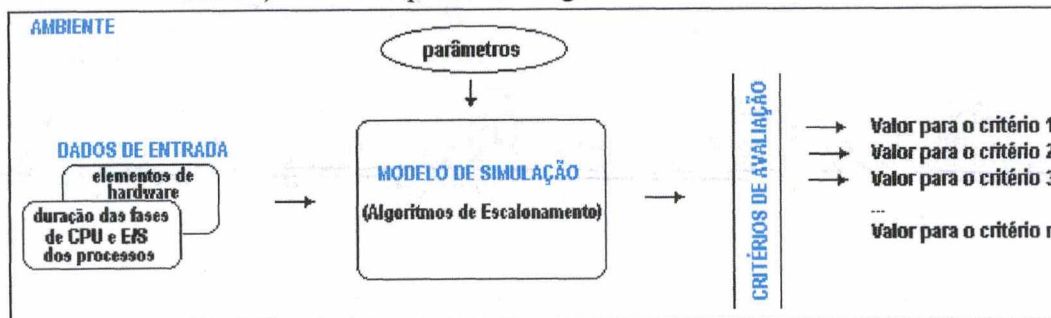 AMBIENTE
parâmetros
DADOS DE ENTRADA
elementos de
hardware
duração das fases
de CPU e E/S
dos processos
MODELO DE SIMULAÇÃO
(Algoritmos de Escalonamento)
CRITÉRIOS DE AVALIAÇÃO
Valor para o critério 1
Valor para o critério 2
Valor para o critério 3
...
Valor para o critério n